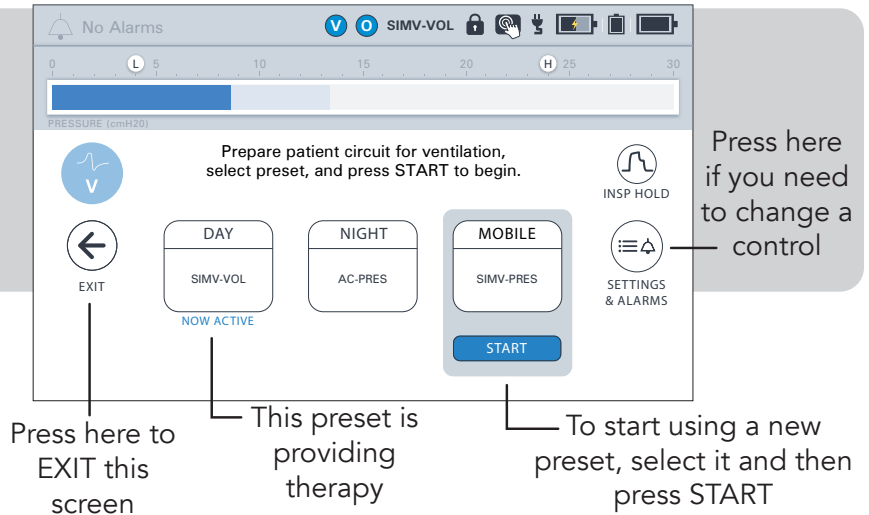 No Alarms
V O SIMV-VOL
0 L 5 10 15 20 H 25 30
PRESSURE (cmH20)
Prepare patient circuit for ventilation,
select preset, and press START to begin.
V
INSP HOLD
EXIT
DAY
SIMV-VOL
NOW ACTIVE
NIGHT
AC-PRES
MOBILE
SIMV-PRES
START
SETTINGS
& ALARMS
Press here
if you need
to change a
control
Press here to
EXIT this
screen
This preset is
providing
therapy
To start using a new
preset, select it and then
press START